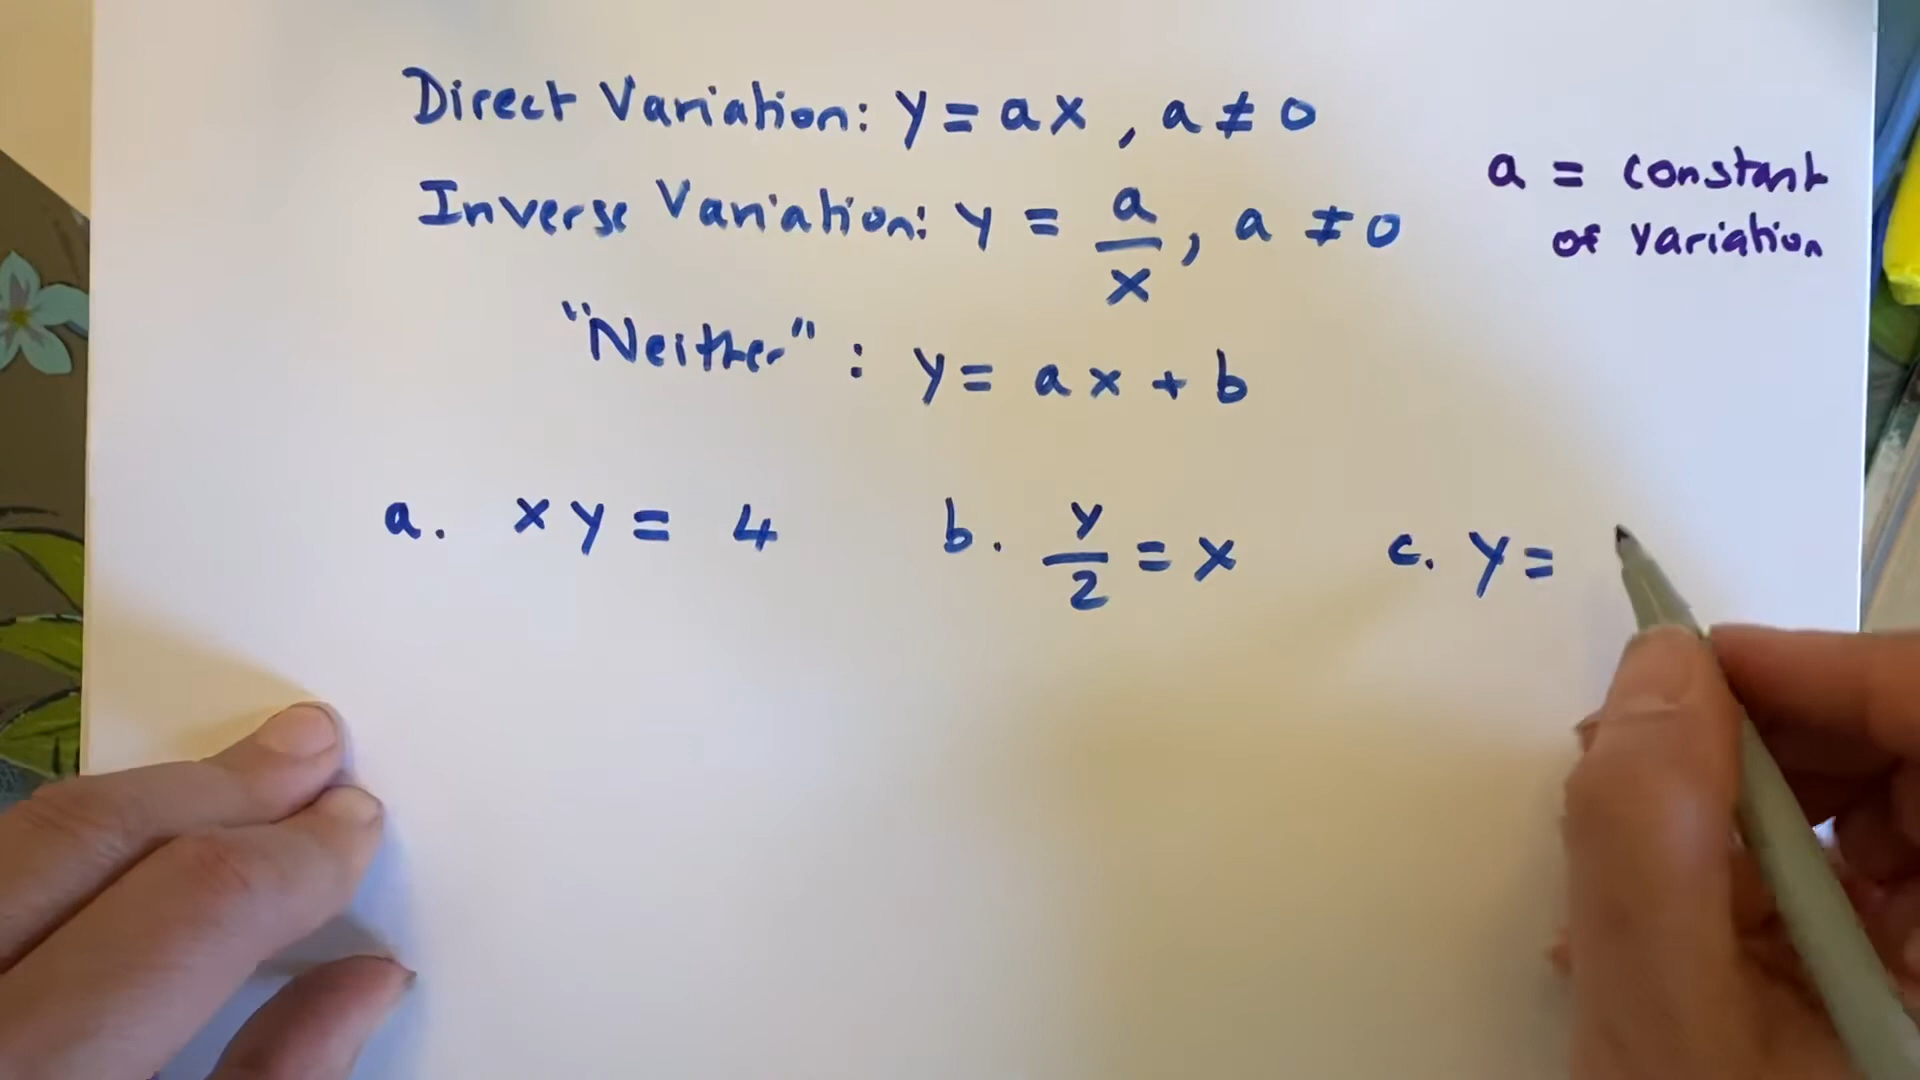 Direct Variation: y = ax, a ≠ 0
Inverse Variation: y = a/x, a ≠ 0
a = constant
of variation
"Neither": y = ax + b
a. xy = 4
b. y/2 = x
c. y =